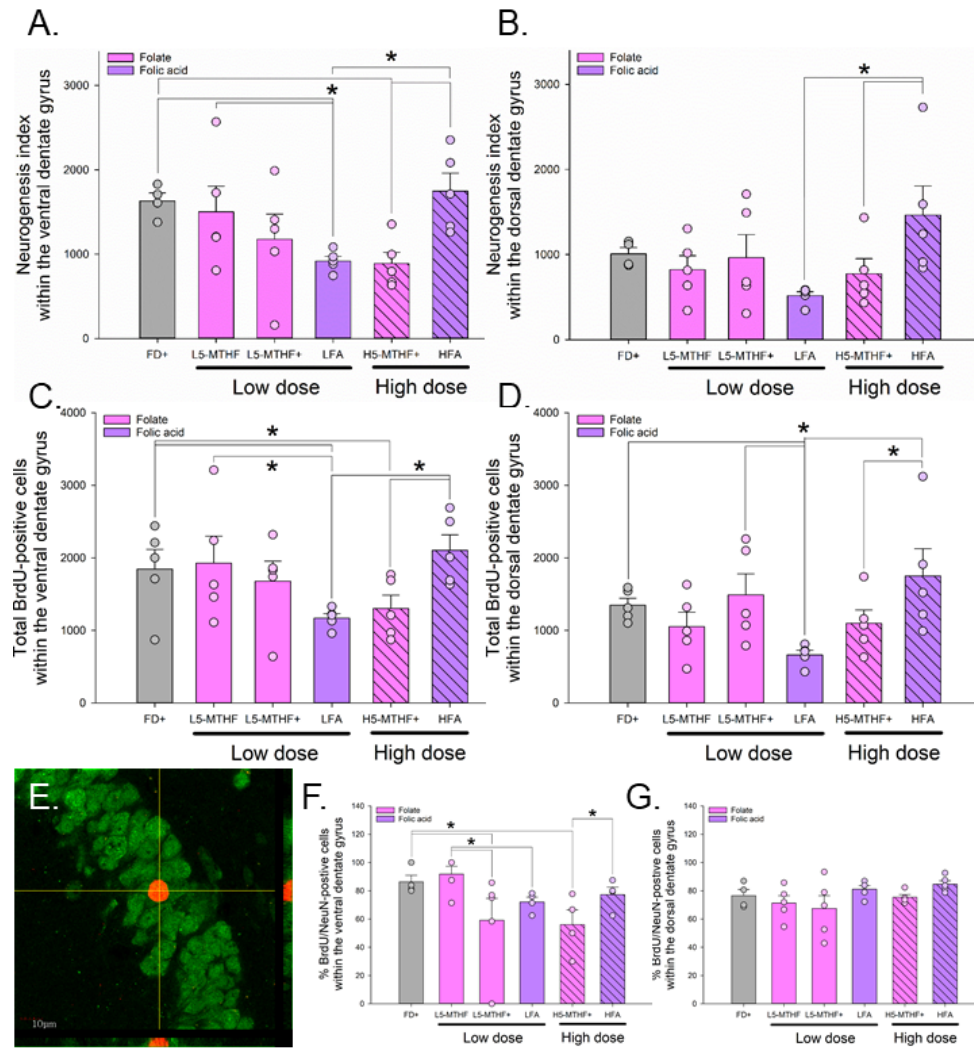 A.
Folate
Folic acid
*
*
3000
2000
1000
0
Neurogenesis index
within the ventral dentate gyrus
FD+ L5-MTHF L5-MTHF+ LFA H5-MTHF+ HFA
Low dose High dose
B.
Folate
Folic acid
*
3000
2000
1000
0
Neurogenesis index
within the dorsal dentate gyrus
FD+ L5-MTHF L5-MTHF+ LFA H5-MTHF+ HFA
Low dose High dose
C.
Folate
Folic acid
*
*
*
4000
3000
2000
1000
0
Total BrdU-positive cells
within the ventral dentate gyrus
FD+ L5-MTHF L5-MTHF+ LFA H5-MTHF+ HFA
Low dose High dose
D.
Folate
Folic acid
*
*
4000
3000
2000
1000
0
Total BrdU-positive cells
within the dorsal dentate gyrus
FD+ L5-MTHF L5-MTHF+ LFA H5-MTHF+ HFA
Low dose High dose
E.
10µm
F.
Folate
Folic acid
*
*
*
140
120
100
80
60
40
20
0
% BrdU/NeuN-postive cells
within the ventral dentate gyrus
FD+ L5-MTHF L5-MTHF+ LFA H5-MTHF+ HFA
Low dose High dose
G.
Folate
Folic acid
140
120
100
80
60
40
20
0
% BrdU/NeuN-postive cells
within the dorsal dentate gyrus
FD+ L5-MTHF L5-MTHF+ LFA H5-MTHF+ HFA
Low dose High dose